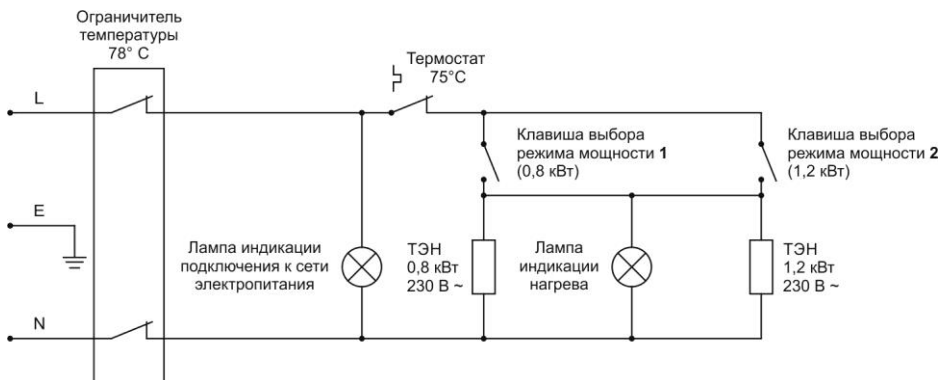 Ограничитель
температуры
78° C
Термостат
75°C
L
Клавиша выбора
режима мощности 1
(0,8 кВт)
Клавиша выбора
режима мощности 2
(1,2 кВт)
E
Лампа индикации
подключения к сети
электропитания
ТЭН
0,8 кВт
230 В ~
Лампа
индикации
нагрева
ТЭН
1,2 кВт
230 В ~
N